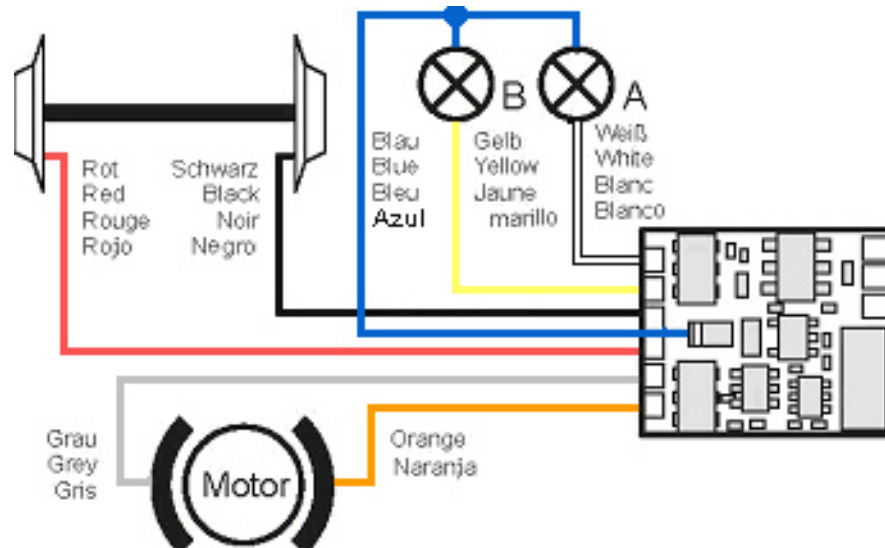 B
A
Blau
Blue
Bleu
Azul
Gelb
Yellow
Jaune
marillo
Weiß
White
Blanc
Blanco
Rot
Red
Rouge
Rojo
Schwarz
Black
Noir
Negro
Grau
Grey
Gris
Motor
Orange
Naranja